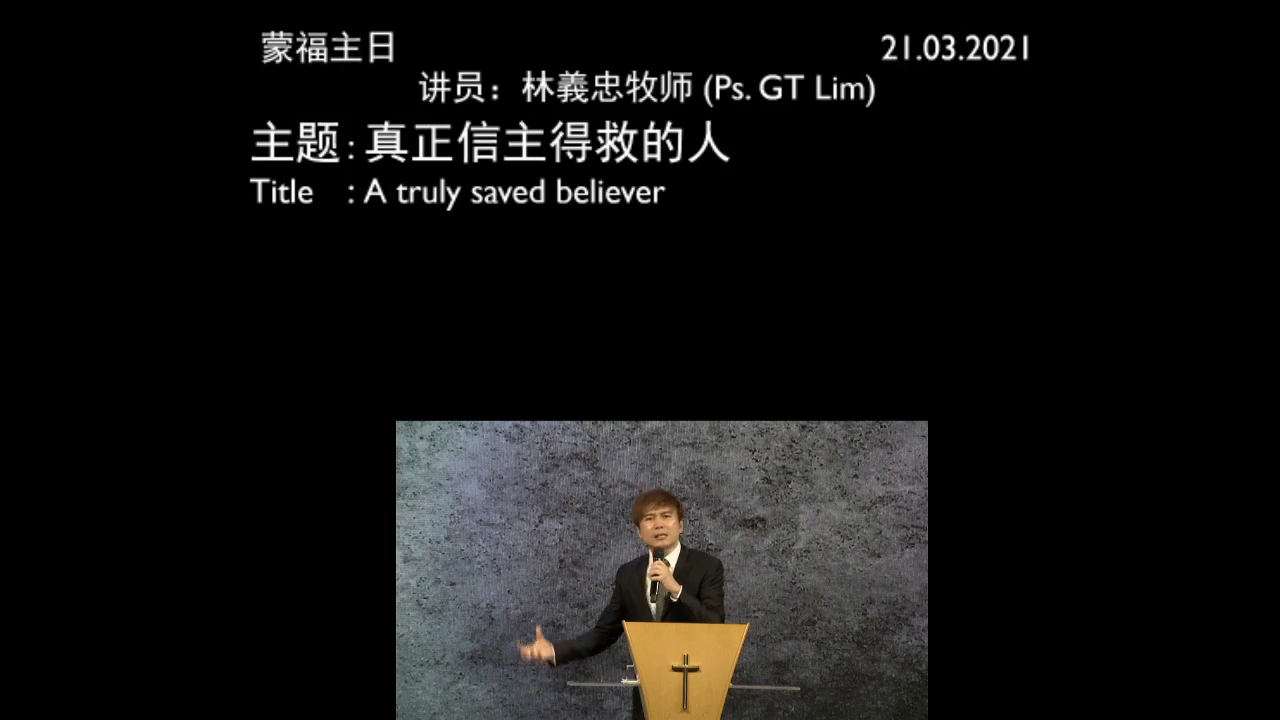 蒙福主日 21.03.2021
讲员：林義忠牧师 (Ps. GT Lim)
主题: 真正信主得救的人
Title : A truly saved believer